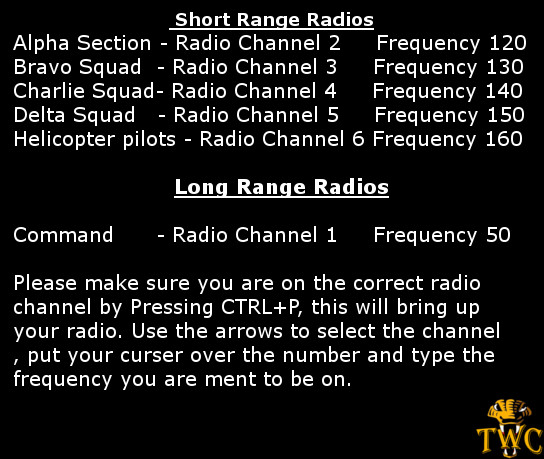 Short Range Radios
Alpha Section - Radio Channel 2 Frequency 120
Bravo Squad - Radio Channel 3 Frequency 130
Charlie Squad- Radio Channel 4 Frequency 140
Delta Squad - Radio Channel 5 Frequency 150
Helicopter pilots - Radio Channel 6 Frequency 160
Long Range Radios
Command - Radio Channel 1 Frequency 50
Please make sure you are on the correct radio
channel by Pressing CTRL+P, this will bring up
your radio. Use the arrows to select the channel
, put your curser over the number and type the
frequency you are ment to be on.
TWC